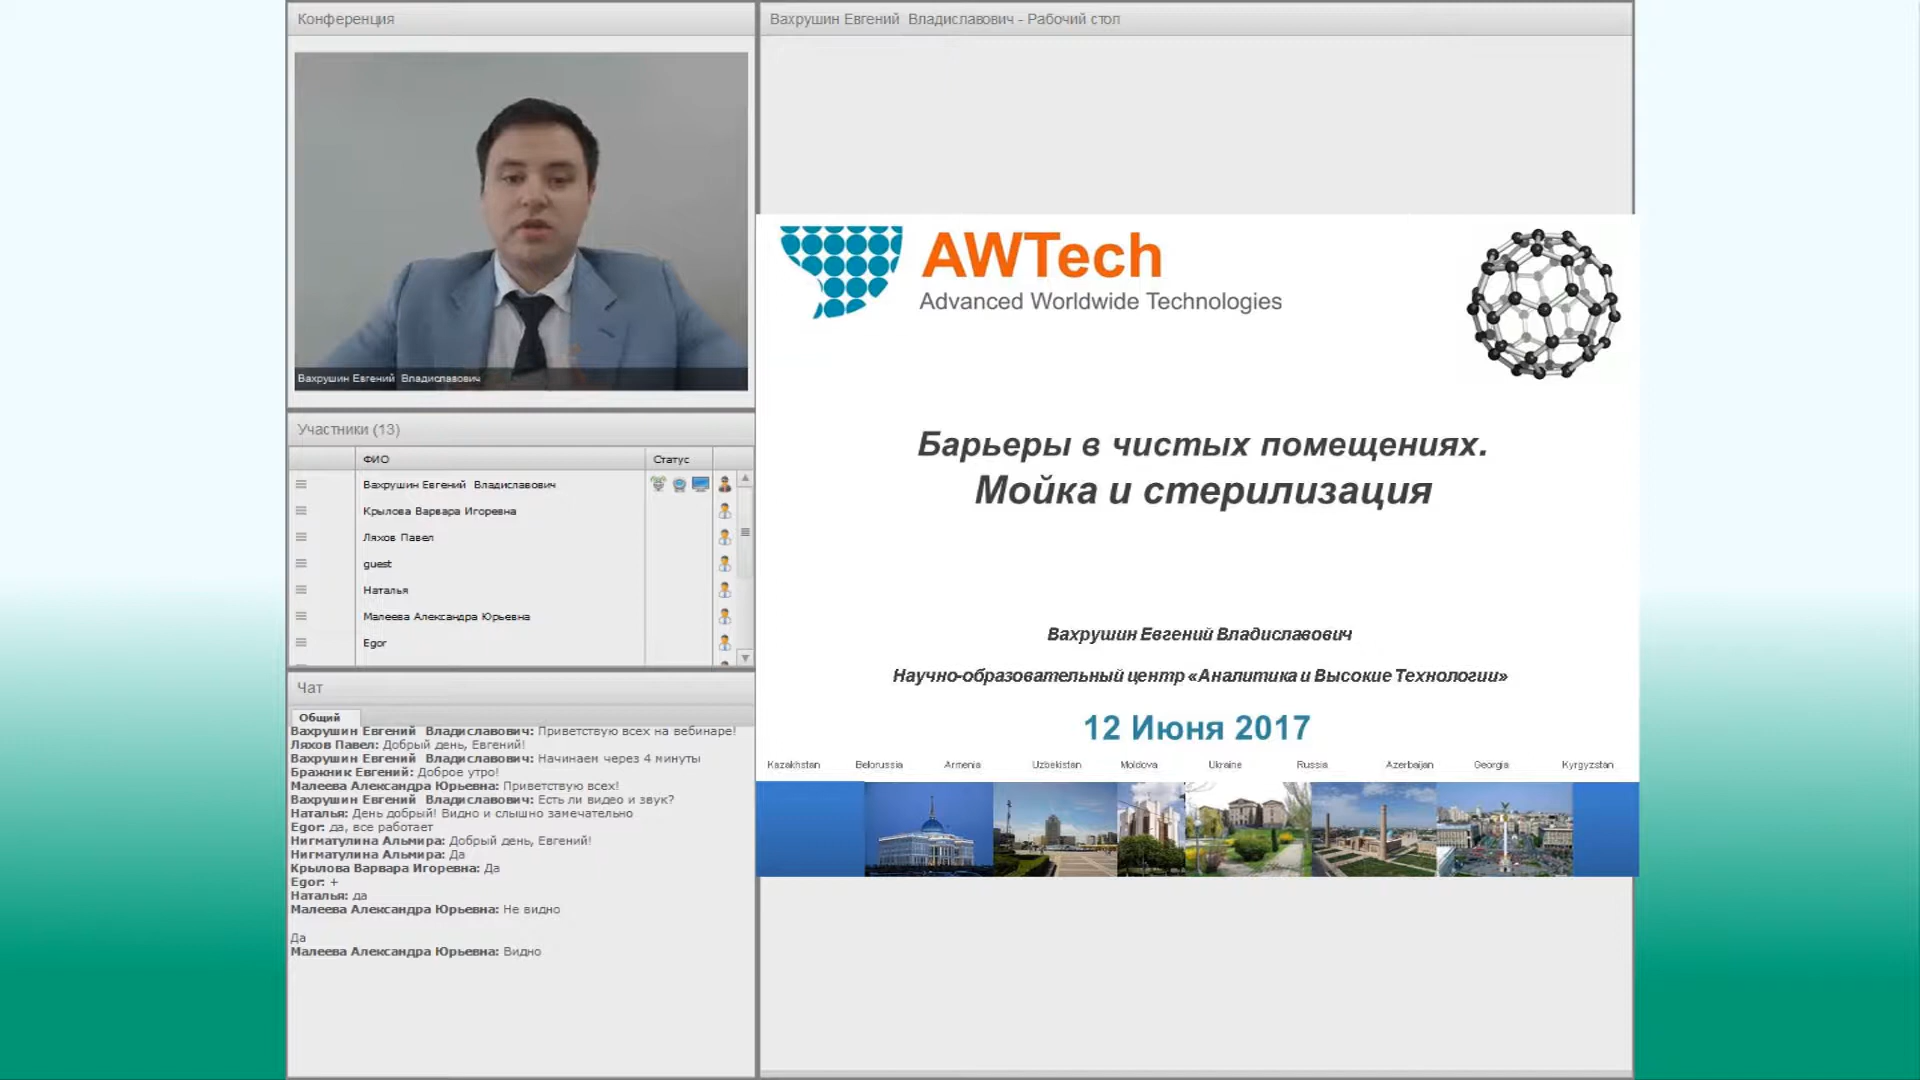 Конференция
Вахрушин Евгений  Владиславович
Участники (13)
ФИО
Статус
Вахрушин Евгений  Владиславович
Крылова Варвара Игоревна
Ляхов Павел
guest
Наталья
Малеева Александра Юрьевна
Egor
Чат
Общий
Вахрушин Евгений  Владиславович: Приветствую всех на вебинаре!
Ляхов Павел: Добрый день, Евгений!
Вахрушин Евгений  Владиславович: Начинаем через 4 минуты
Бражник Евгений: Доброе утро!
Малеева Александра Юрьевна: Приветствую всех!
Вахрушин Евгений  Владиславович: Есть ли видео и звук?
Наталья: День добрый! Видно и слышно замечательно
Egor: да, все работает
Нигматулина Альмира: Добрый день, Евгений!
Нигматулина Альмира: Да
Крылова Варвара Игоревна: Да
Egor: +
Наталья: да
Малеева Александра Юрьевна: Не видно
Да
Малеева Александра Юрьевна: Видно
Вахрушин Евгений  Владиславович - Рабочий стол
AWTech
Advanced Worldwide Technologies
Барьеры в чистых помещениях.
Мойка и стерилизация
Вахрушин Евгений Владиславович
Научно-образовательный центр «Аналитика и Высокие Технологии»
12 Июня 2017
Kazakhstan Belorussia Armenia Uzbekistan Moldova Ukraine Russia Azerbaijan Georgia Kyrgyzstan